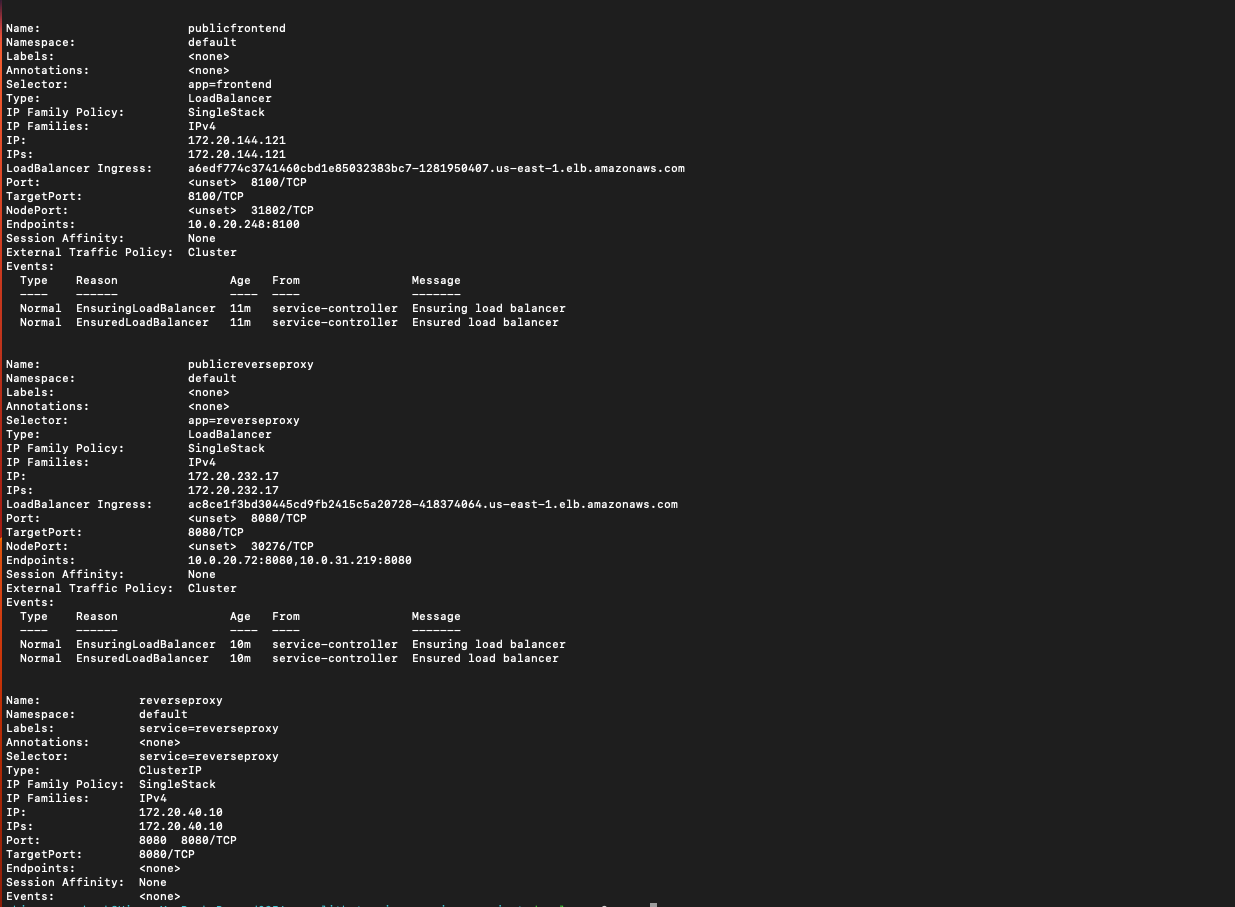 Name:                     publicfrontend
Namespace:                default
Labels:                   <none>
Annotations:              <none>
Selector:                 app=frontend
Type:                     LoadBalancer
IP Family Policy:         SingleStack
IP Families:              IPv4
IP:                       172.20.144.121
IPs:                      172.20.144.121
LoadBalancer Ingress:     a6edf774c3741460cbd1e85032383bc7-1281950407.us-east-1.elb.amazonaws.com
Port:                     <unset>  8100/TCP
TargetPort:               8100/TCP
NodePort:                 <unset>  31802/TCP
Endpoints:                10.0.20.248:8100
Session Affinity:         None
External Traffic Policy:  Cluster
Events:
  Type    Reason                Age   From                Message
  ----    ------                ----  ----                -------
  Normal  EnsuringLoadBalancer  11m   service-controller  Ensuring load balancer
  Normal  EnsuredLoadBalancer   11m   service-controller  Ensured load balancer
Name:                     publicreverseproxy
Namespace:                default
Labels:                   <none>
Annotations:              <none>
Selector:                 app=reverseproxy
Type:                     LoadBalancer
IP Family Policy:         SingleStack
IP Families:              IPv4
IP:                       172.20.232.17
IPs:                      172.20.232.17
LoadBalancer Ingress:     ac8ce1f3bd30445cd9fb2415c5a20728-418374064.us-east-1.elb.amazonaws.com
Port:                     <unset>  8080/TCP
TargetPort:               8080/TCP
NodePort:                 <unset>  30276/TCP
Endpoints:                10.0.20.72:8080,10.0.31.219:8080
Session Affinity:         None
External Traffic Policy:  Cluster
Events:
  Type    Reason                Age   From                Message
  ----    ------                ----  ----                -------
  Normal  EnsuringLoadBalancer  10m   service-controller  Ensuring load balancer
  Normal  EnsuredLoadBalancer   10m   service-controller  Ensured load balancer
Name:              reverseproxy
Namespace:         default
Labels:            service=reverseproxy
Annotations:       <none>
Selector:          service=reverseproxy
Type:              ClusterIP
IP Family Policy:  SingleStack
IP Families:       IPv4
IP:                172.20.40.10
IPs:               172.20.40.10
Port:              8080  8080/TCP
TargetPort:        8080/TCP
Endpoints:         <none>
Session Affinity:  None
Events:            <none>